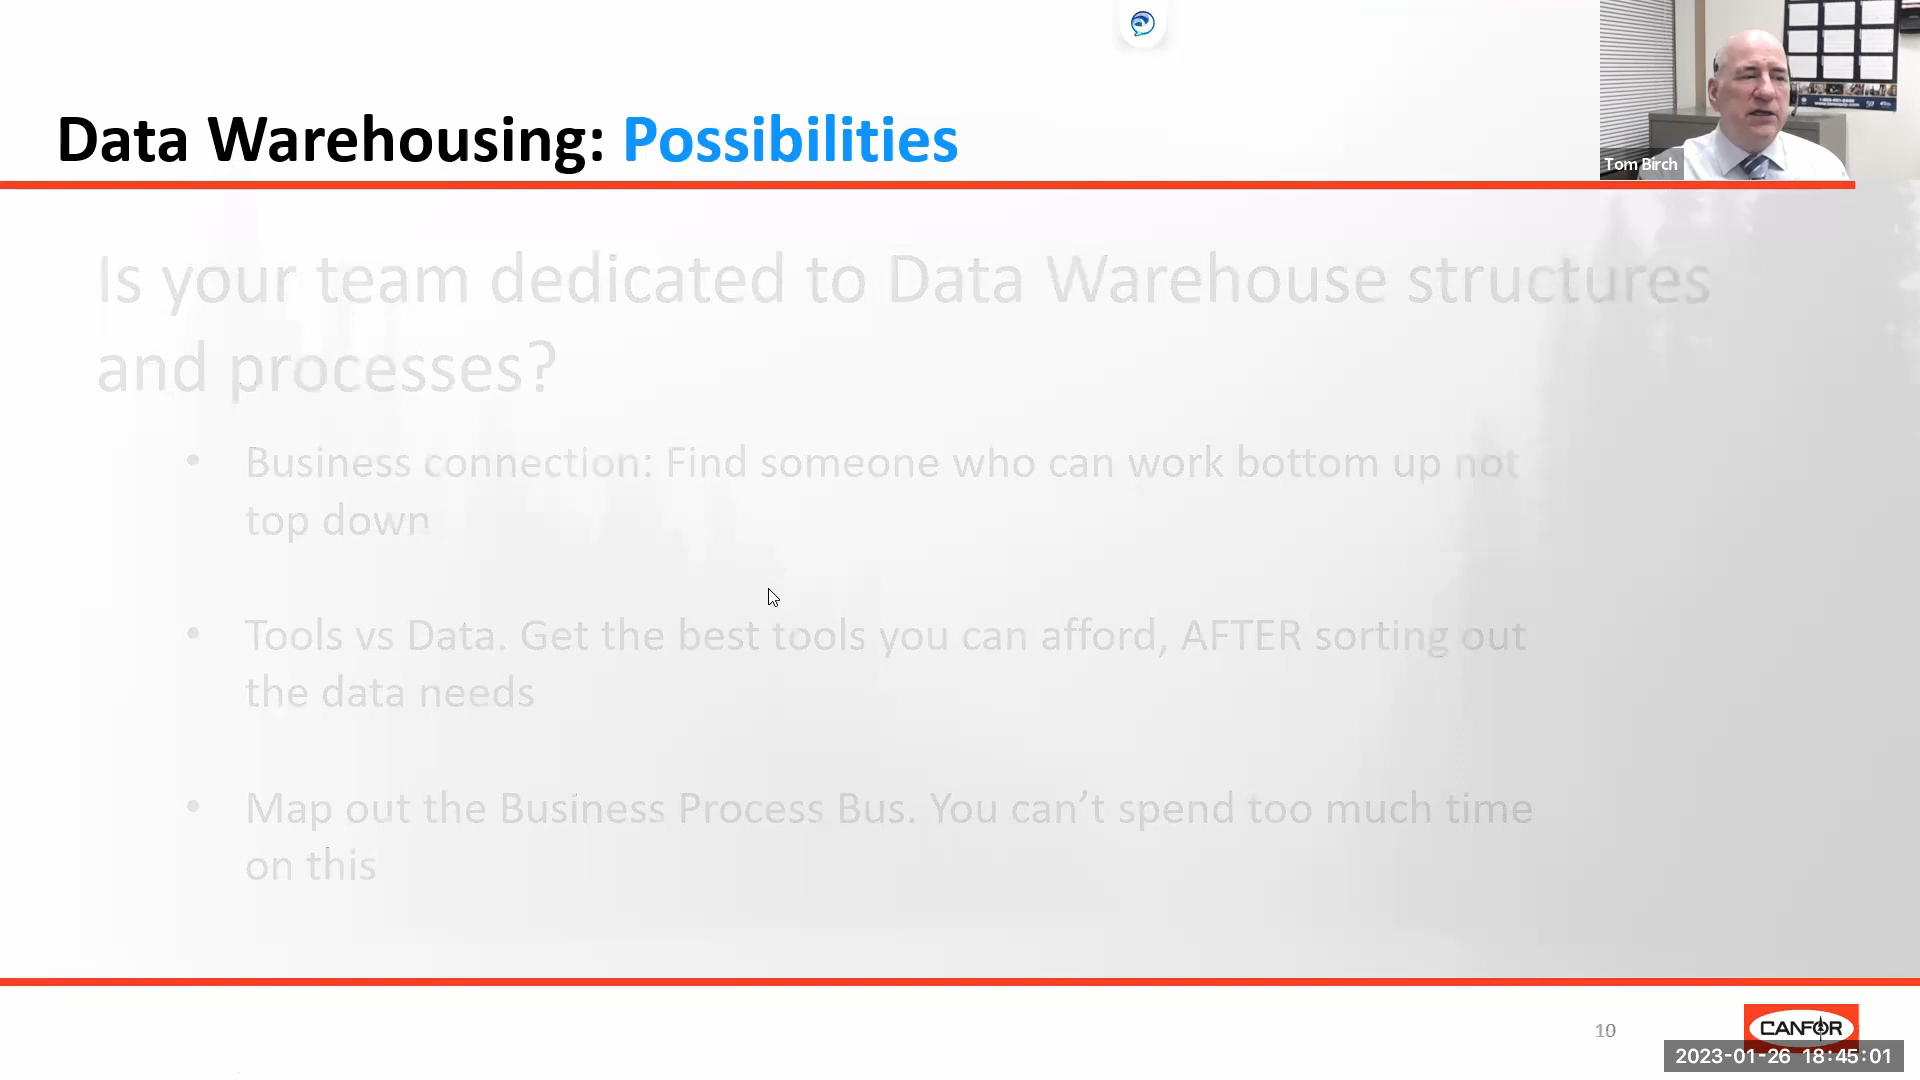 Data Warehousing: Possibilities
Tom Birch
Is your team dedicated to Data Warehouse structures
and processes?
• Business connection: Find someone who can work bottom up not
top down
• Tools vs Data. Get the best tools you can afford, AFTER sorting out
the data needs
• Map out the Business Process Bus. You can’t spend too much time
on this
10
CANFOR
2023-01-26 18:45:01